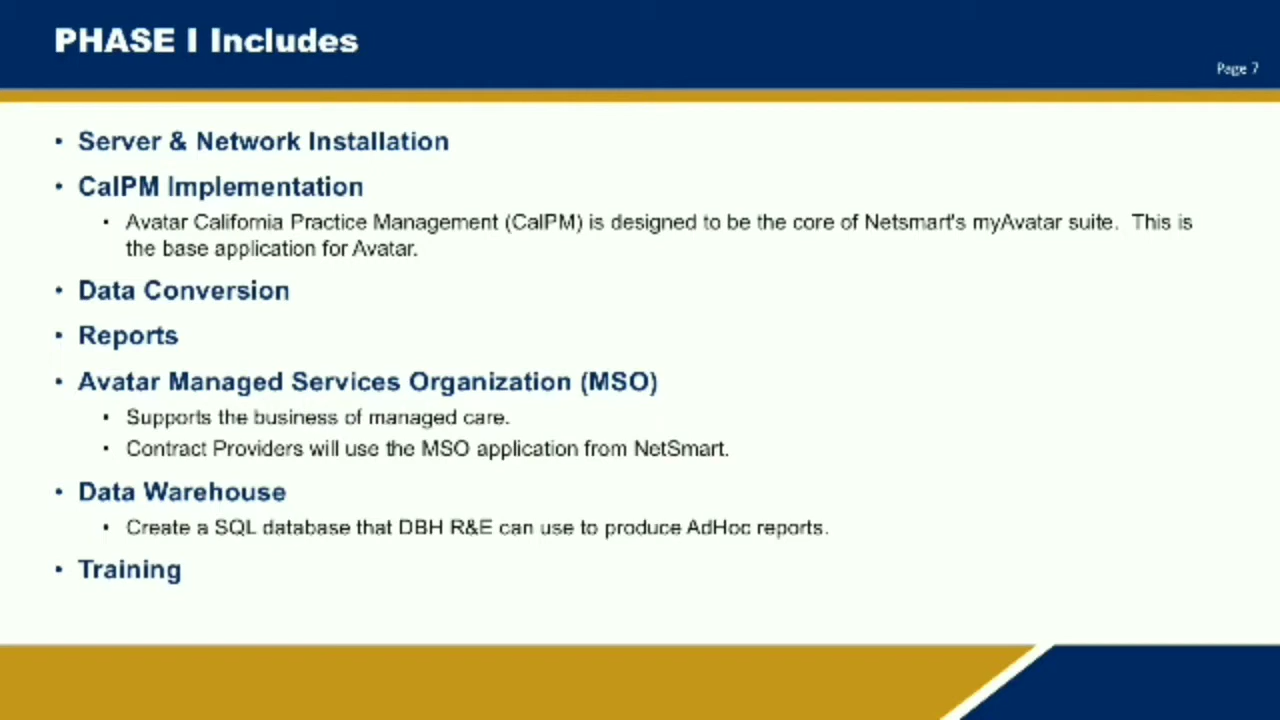 PHASE I Includes
Page 7
• Server & Network Installation
• CalPM Implementation
• Avatar California Practice Management (CalPM) is designed to be the core of Netsmart's myAvatar suite. This is
the base application for Avatar.
• Data Conversion
• Reports
• Avatar Managed Services Organization (MSO)
• Supports the business of managed care.
• Contract Providers will use the MSO application from NetSmart.
• Data Warehouse
• Create a SQL database that DBH R&E can use to produce AdHoc reports.
• Training